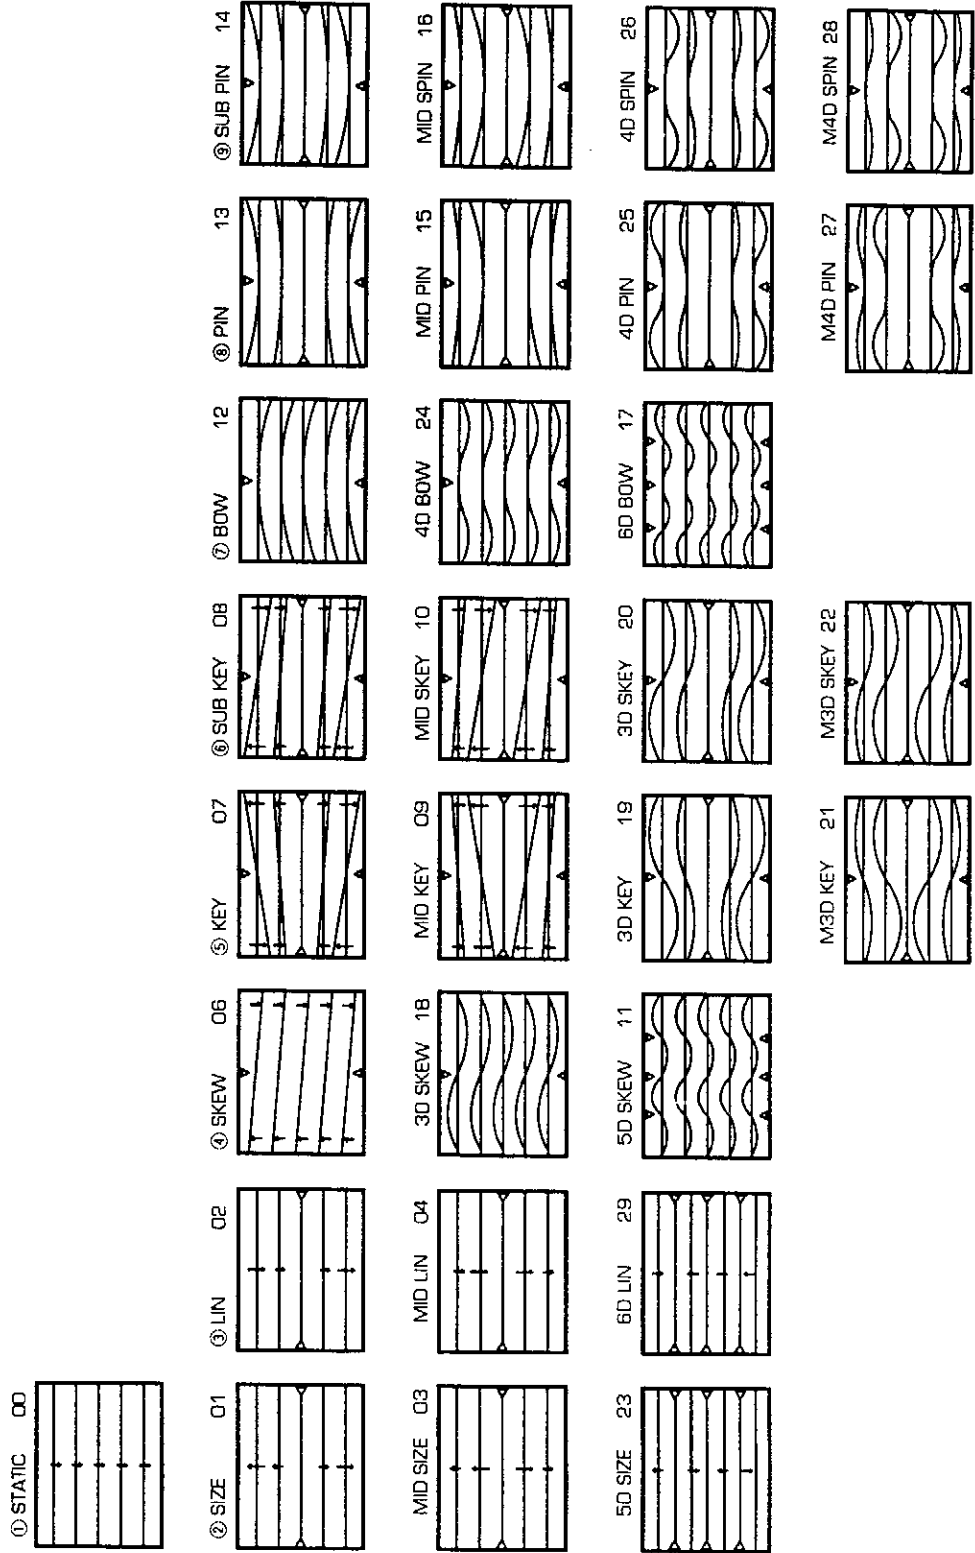 ① STATIC 00
② SIZE 01
③ LIN 02
④ SKEW 06
⑤ KEY 07
⑥ SUB KEY 08
⑦ BOW 12
⑧ PIN 13
⑨ SUB PIN 14
MID SIZE 03
MID LIN 04
3D SKEW 18
MID KEY 09
MID SKEY 10
4D BOW 24
MID PIN 15
MID SPIN 16
5D SIZE 23
6D LIN 29
5D SKEW 11
3D KEY 19
3D SKEY 20
6D BOW 17
4D PIN 25
4D SPIN 26
M3D KEY 21
M3D SKEY 22
M4D PIN 27
M4D SPIN 28